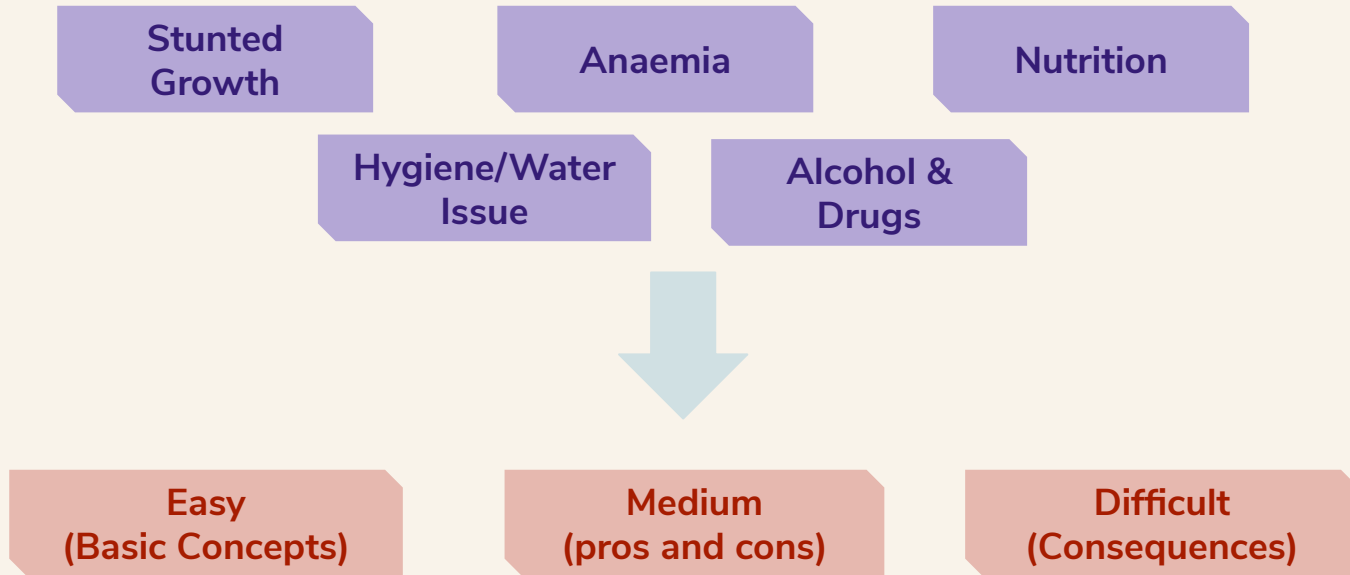 Stunted
Growth
Anaemia
Nutrition
Hygiene/Water
Issue
Alcohol &
Drugs
Easy
(Basic Concepts)
Medium
(pros and cons)
Difficult
(Consequences)